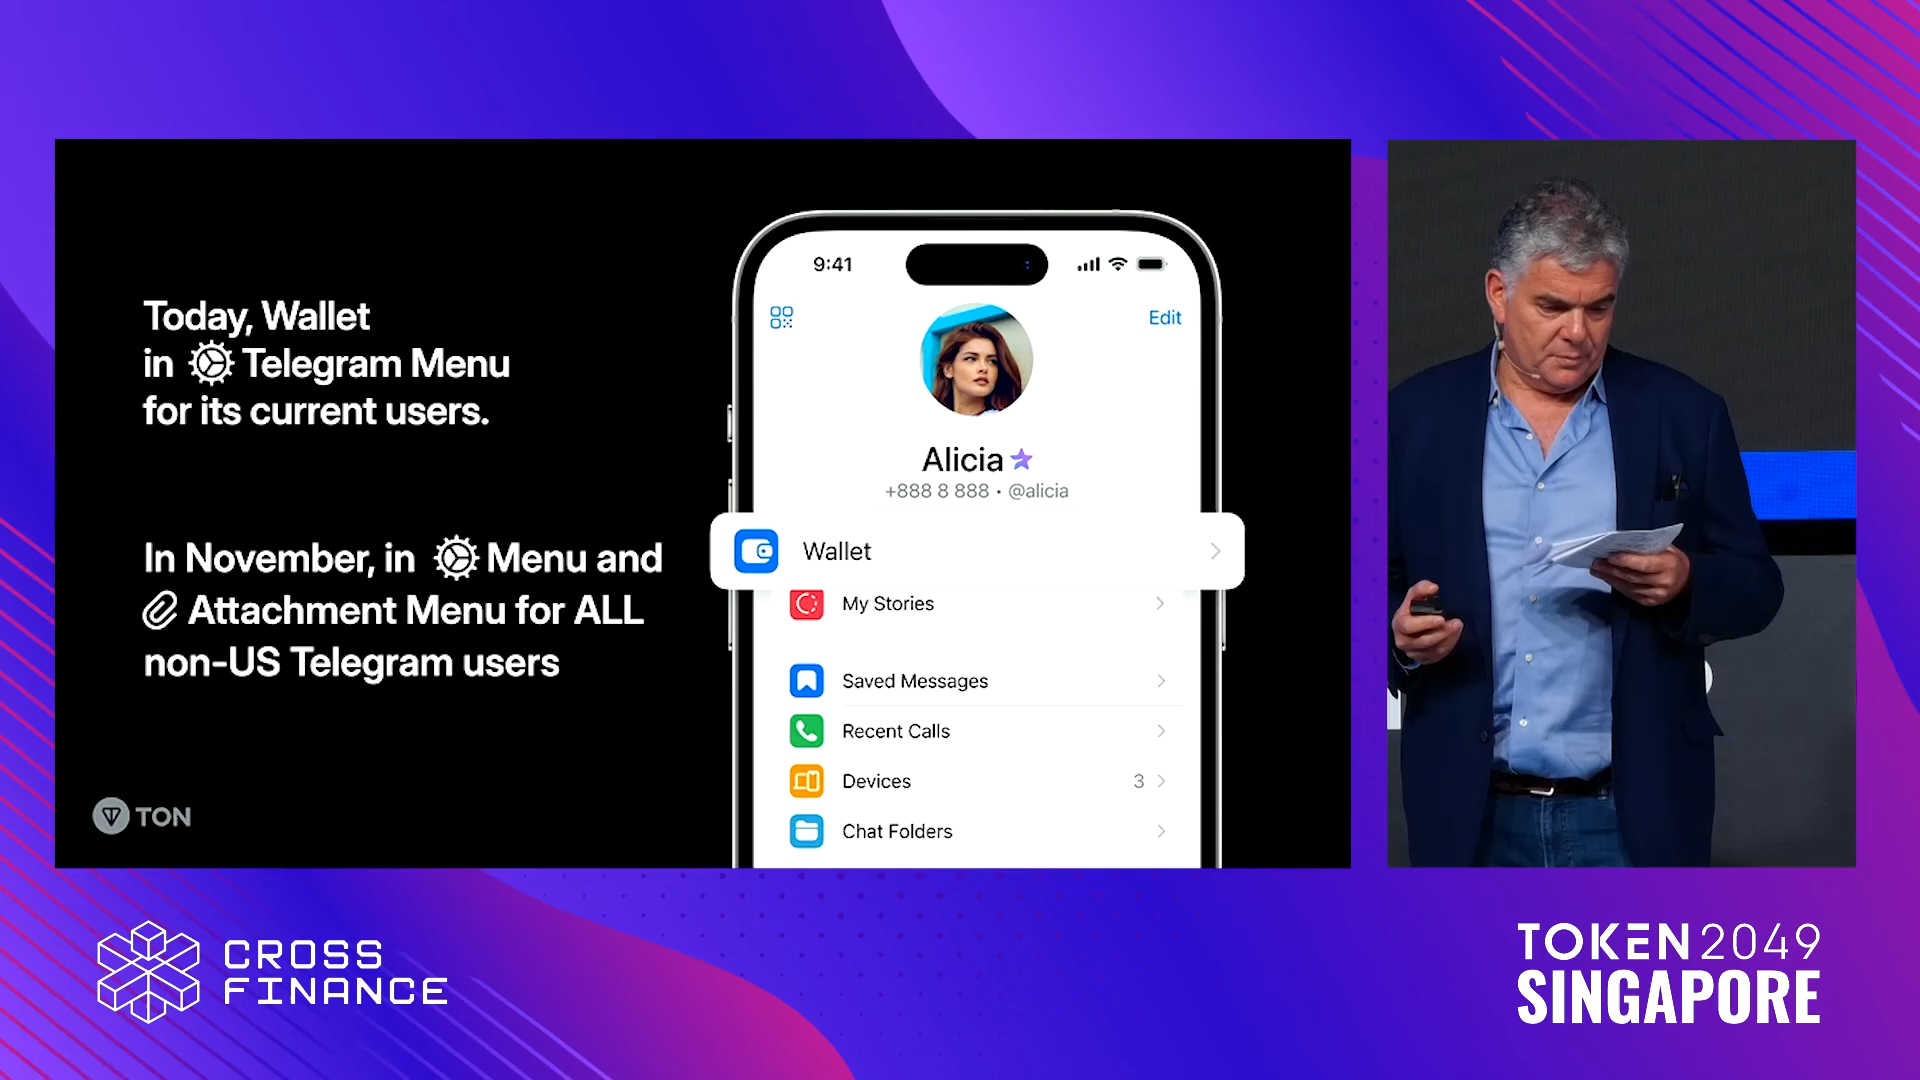 Today, Wallet
in Telegram Menu
for its current users.
In November, in Menu and
Attachment Menu for ALL
non-US Telegram users
TON
9:41
Edit
Alicia
+888 8 888 • @alicia
Wallet
My Stories
Saved Messages
Recent Calls
Devices 3
Chat Folders
CROSS
FINANCE
TOKEN2049
SINGAPORE